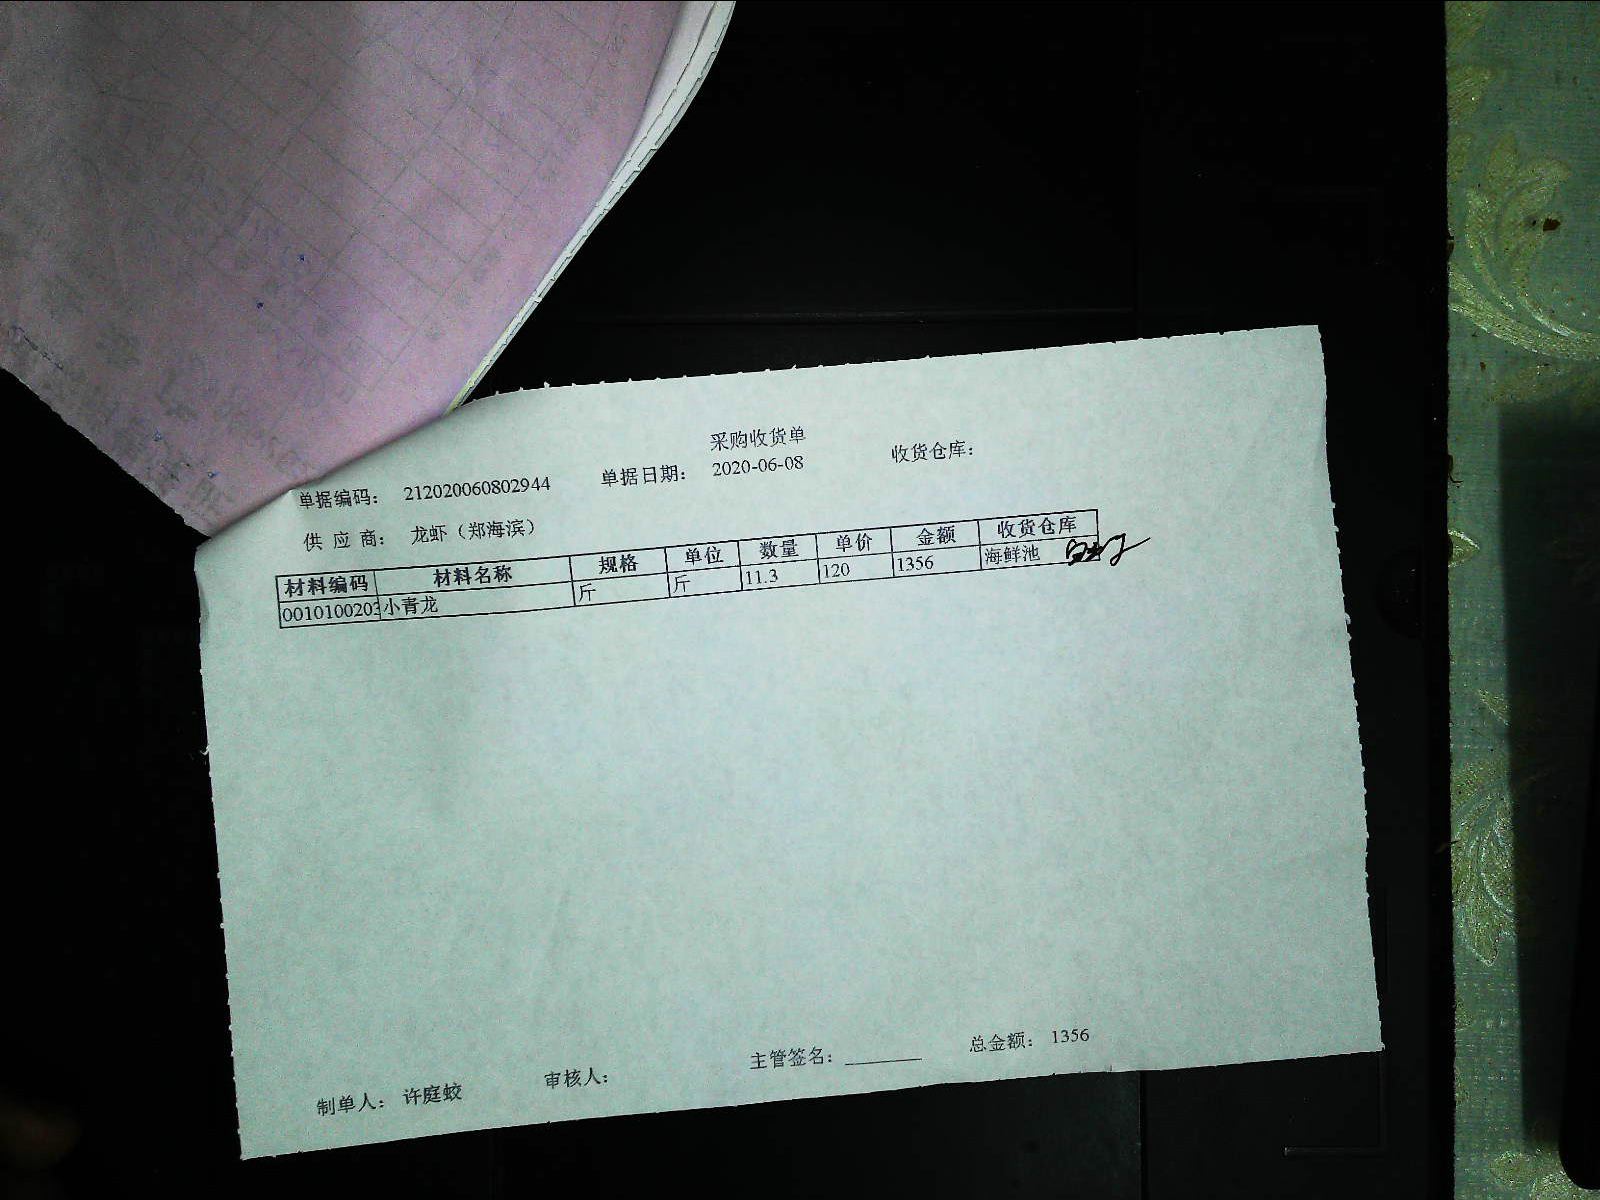 采购收货单
单据编码： 212020060802944 单据日期： 2020-06-08 收货仓库：
供 应 商： 龙虾（郑海滨）
材料编码 材料名称 规格 单位 数量 单价 金额 收货仓库
0010100203 小青龙 斤 斤 11.3 120 1356 海鲜池
制单人： 许庭蛟 审核人： 主管签名： 总金额： 1356